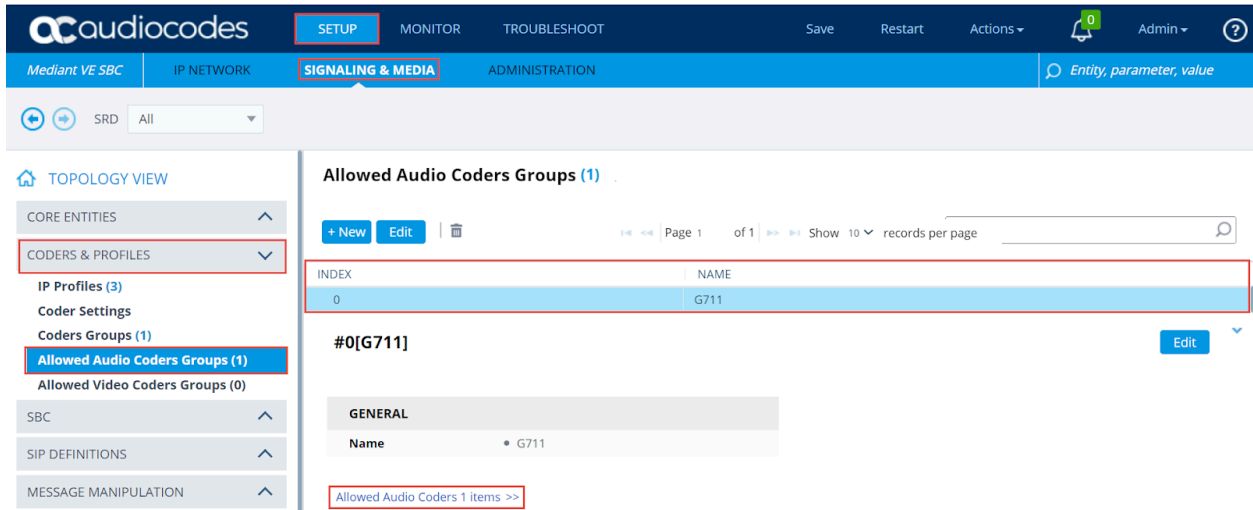 audiocodes SETUP MONITOR TROUBLESHOOT Save Restart Actions 0 Admin ?
Mediant VE SBC IP NETWORK SIGNALING & MEDIA ADMINISTRATION Entity, parameter, value
SRD All
TOPOLOGY VIEW
CORE ENTITIES
CODERS & PROFILES
IP Profiles (3)
Coder Settings
Coders Groups (1)
Allowed Audio Coders Groups (1)
Allowed Video Coders Groups (0)
SBC
SIP DEFINITIONS
MESSAGE MANIPULATION
Allowed Audio Coders Groups (1)
+ New Edit Page 1 of 1 Show 10 records per page
INDEX NAME
0 G711
#0[G711] Edit
GENERAL
Name G711
Allowed Audio Coders 1 items >>